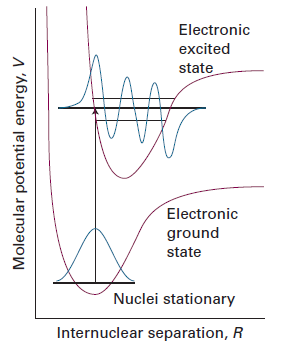 Electronic
excited
state
Molecular potential energy, V
Electronic
ground
state
Nuclei stationary
Internuclear separation, R